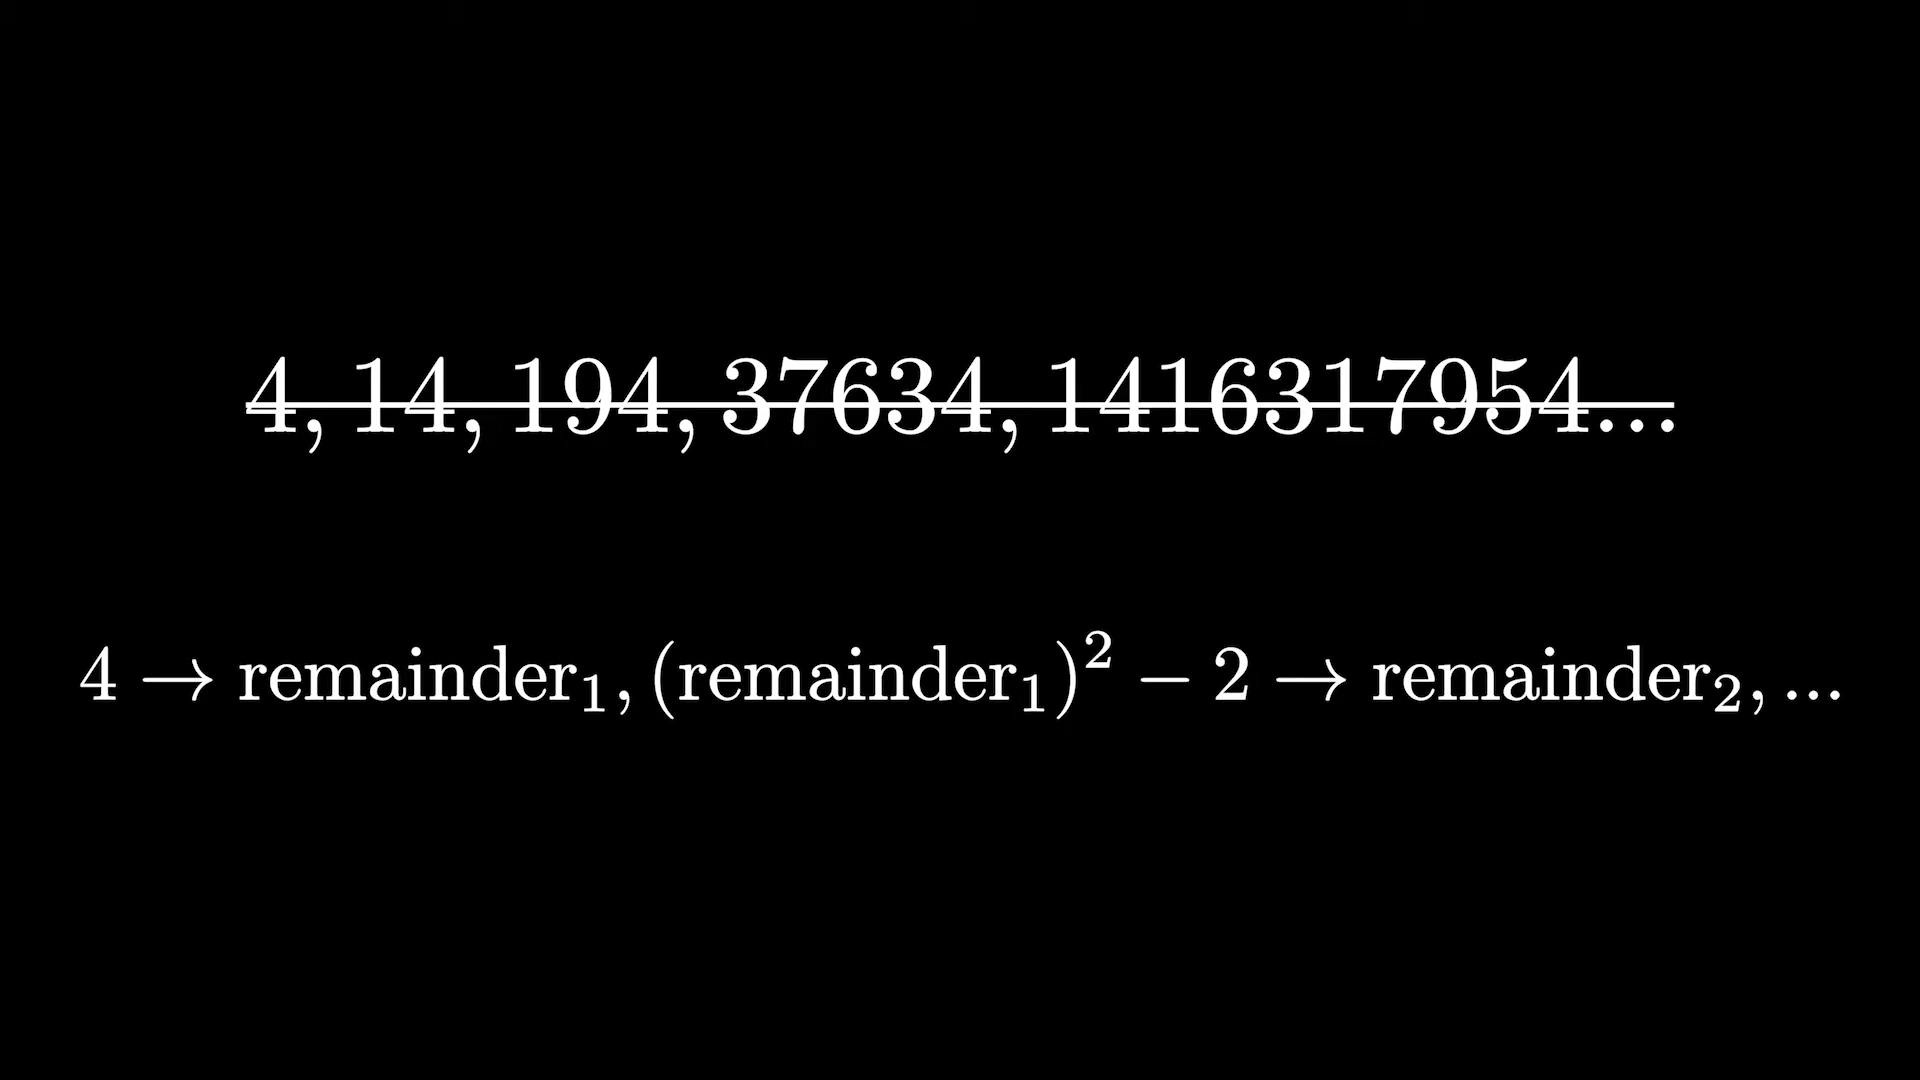 4, 14, 194, 37634, 1416317954...
4 → remainder₁, (remainder₁)² − 2 → remainder₂, ...